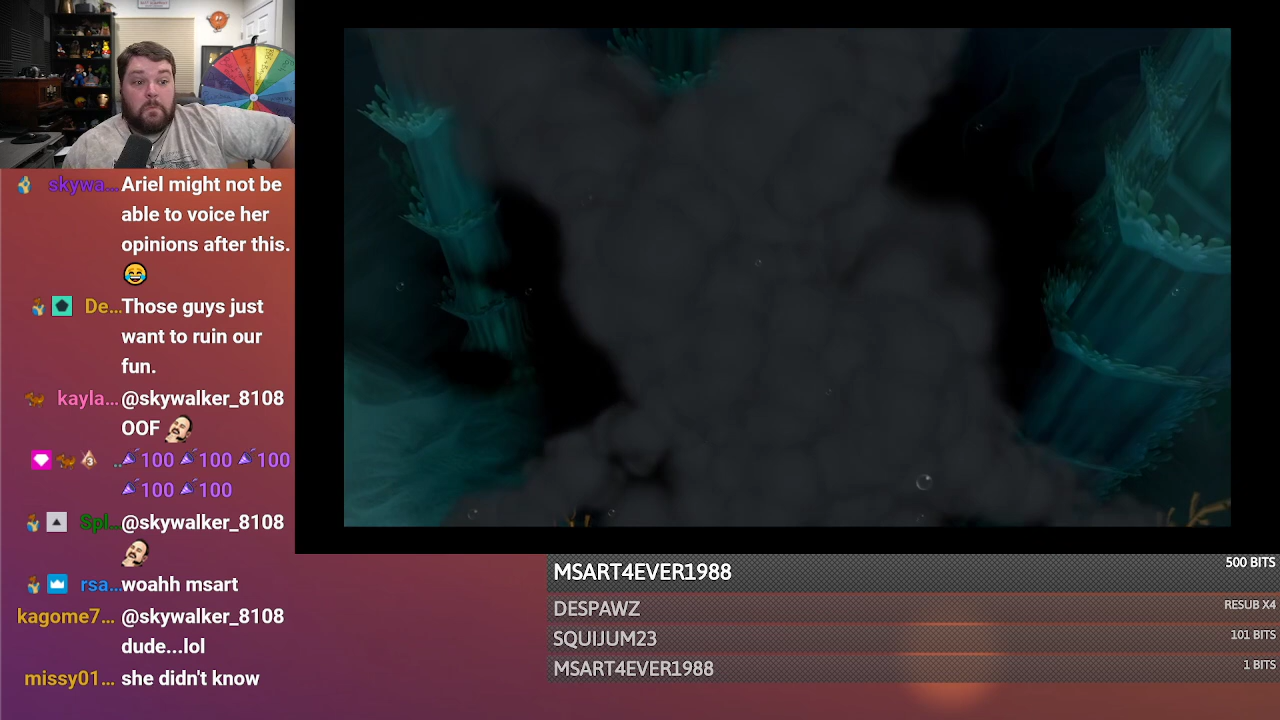 skywa... Ariel might not be
able to voice her
opinions after this.
😂
De... Those guys just
want to ruin our
fun.
kayla... @skywalker_8108
OOF
3 .. 100 100 100
100 100
Spl... @skywalker_8108
rsa... woahh msart
kagome7... @skywalker_8108
dude...lol
missy01... she didn't know
MSART4EVER1988 500 BITS
DESPAWZ RESUB X4
SQUIJUM23 101 BITS
MSART4EVER1988 1 BITS